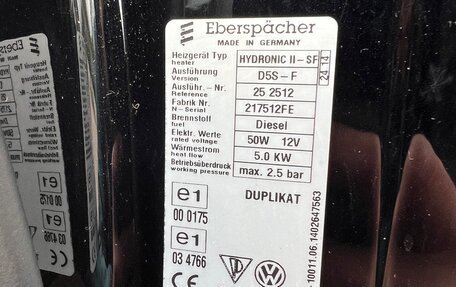 Eberspächer
MADE IN GERMANY
Heizgerät Typ heater HYDRONIC II-SF
24 14
Ausführung Version D5S-F
Ausführ.-Nr. Reference 25 2512
Fabrik Nr. N-Serial 217512FE
Brennstoff fuel Diesel
Elektr. Werte rated voltage 50W 12V
Wärmestrom heat flow 5.0 KW
Betriebsüberdruck working pressure max. 2.5 bar
e1 DUPLIKAT
00 0175
e1
03 4766
CE
10011.06.1402647563